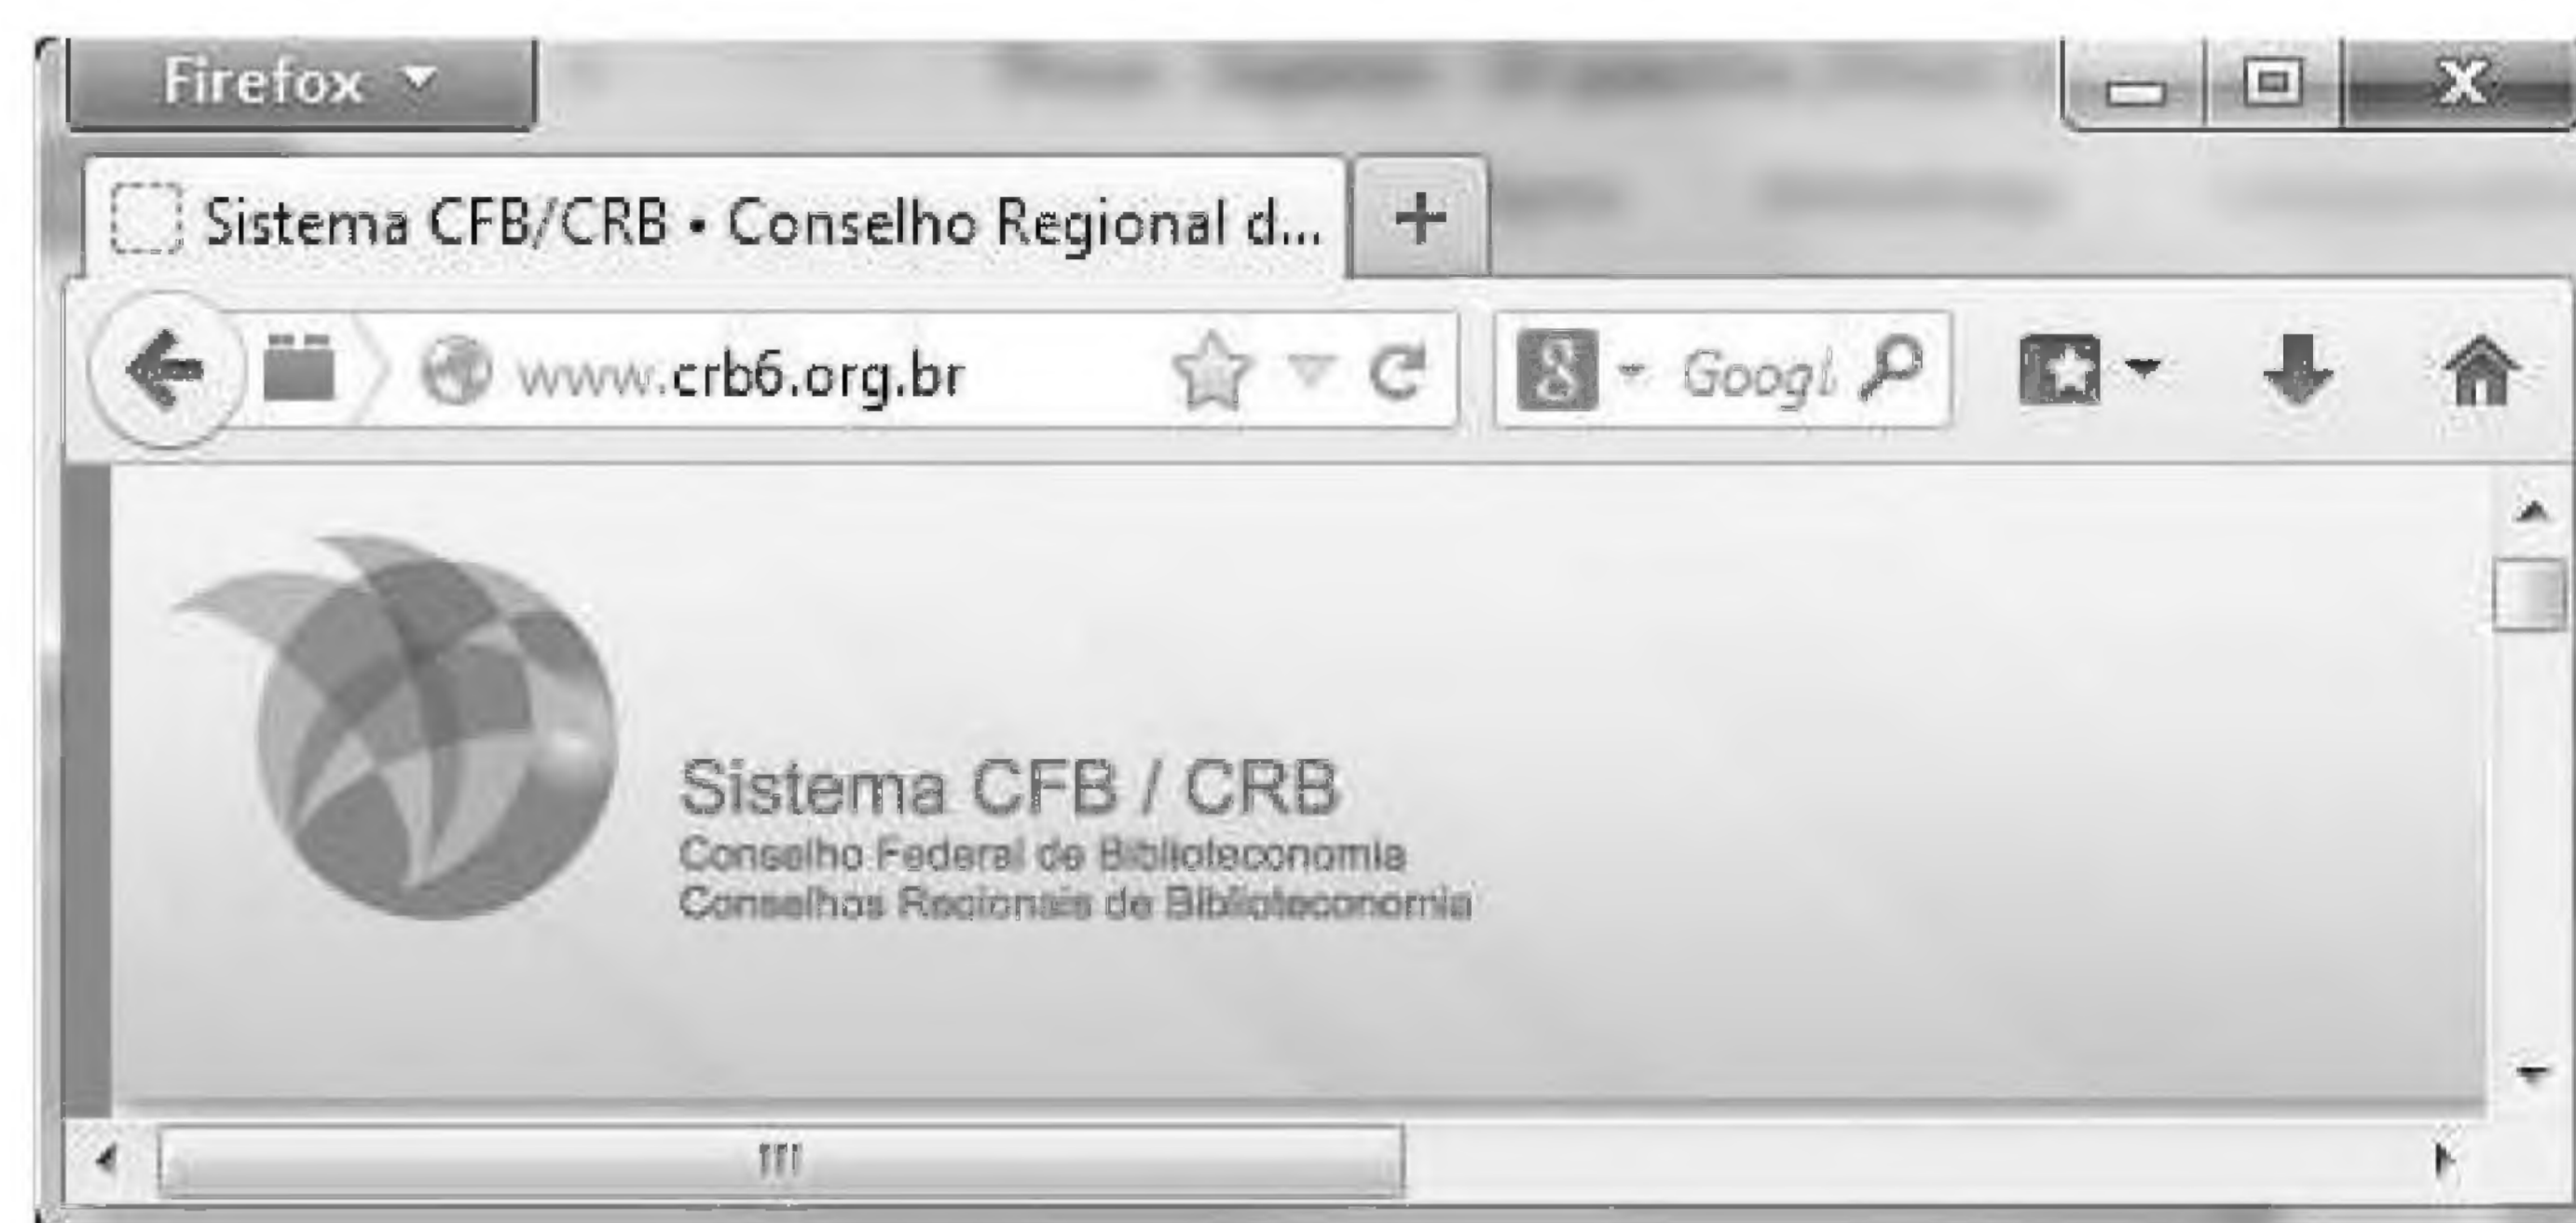 Firefox
Sistema CFB/CRB • Conselho Regional d...
www.crb6.org.br
8 Googl
Sistema CFB / CRB
Conselho Federal de Biblioteconomia
Conselhos Regionais de Biblioteconomia